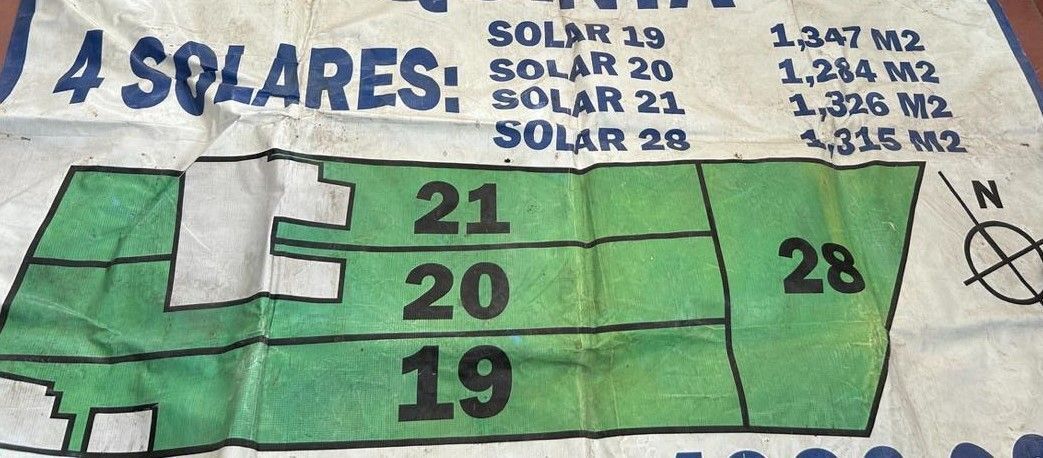 4 SOLARES:
SOLAR 19 1,347 M2
SOLAR 20 1,284 M2
SOLAR 21 1,326 M2
SOLAR 28 1,315 M2
N
21
20
28
19